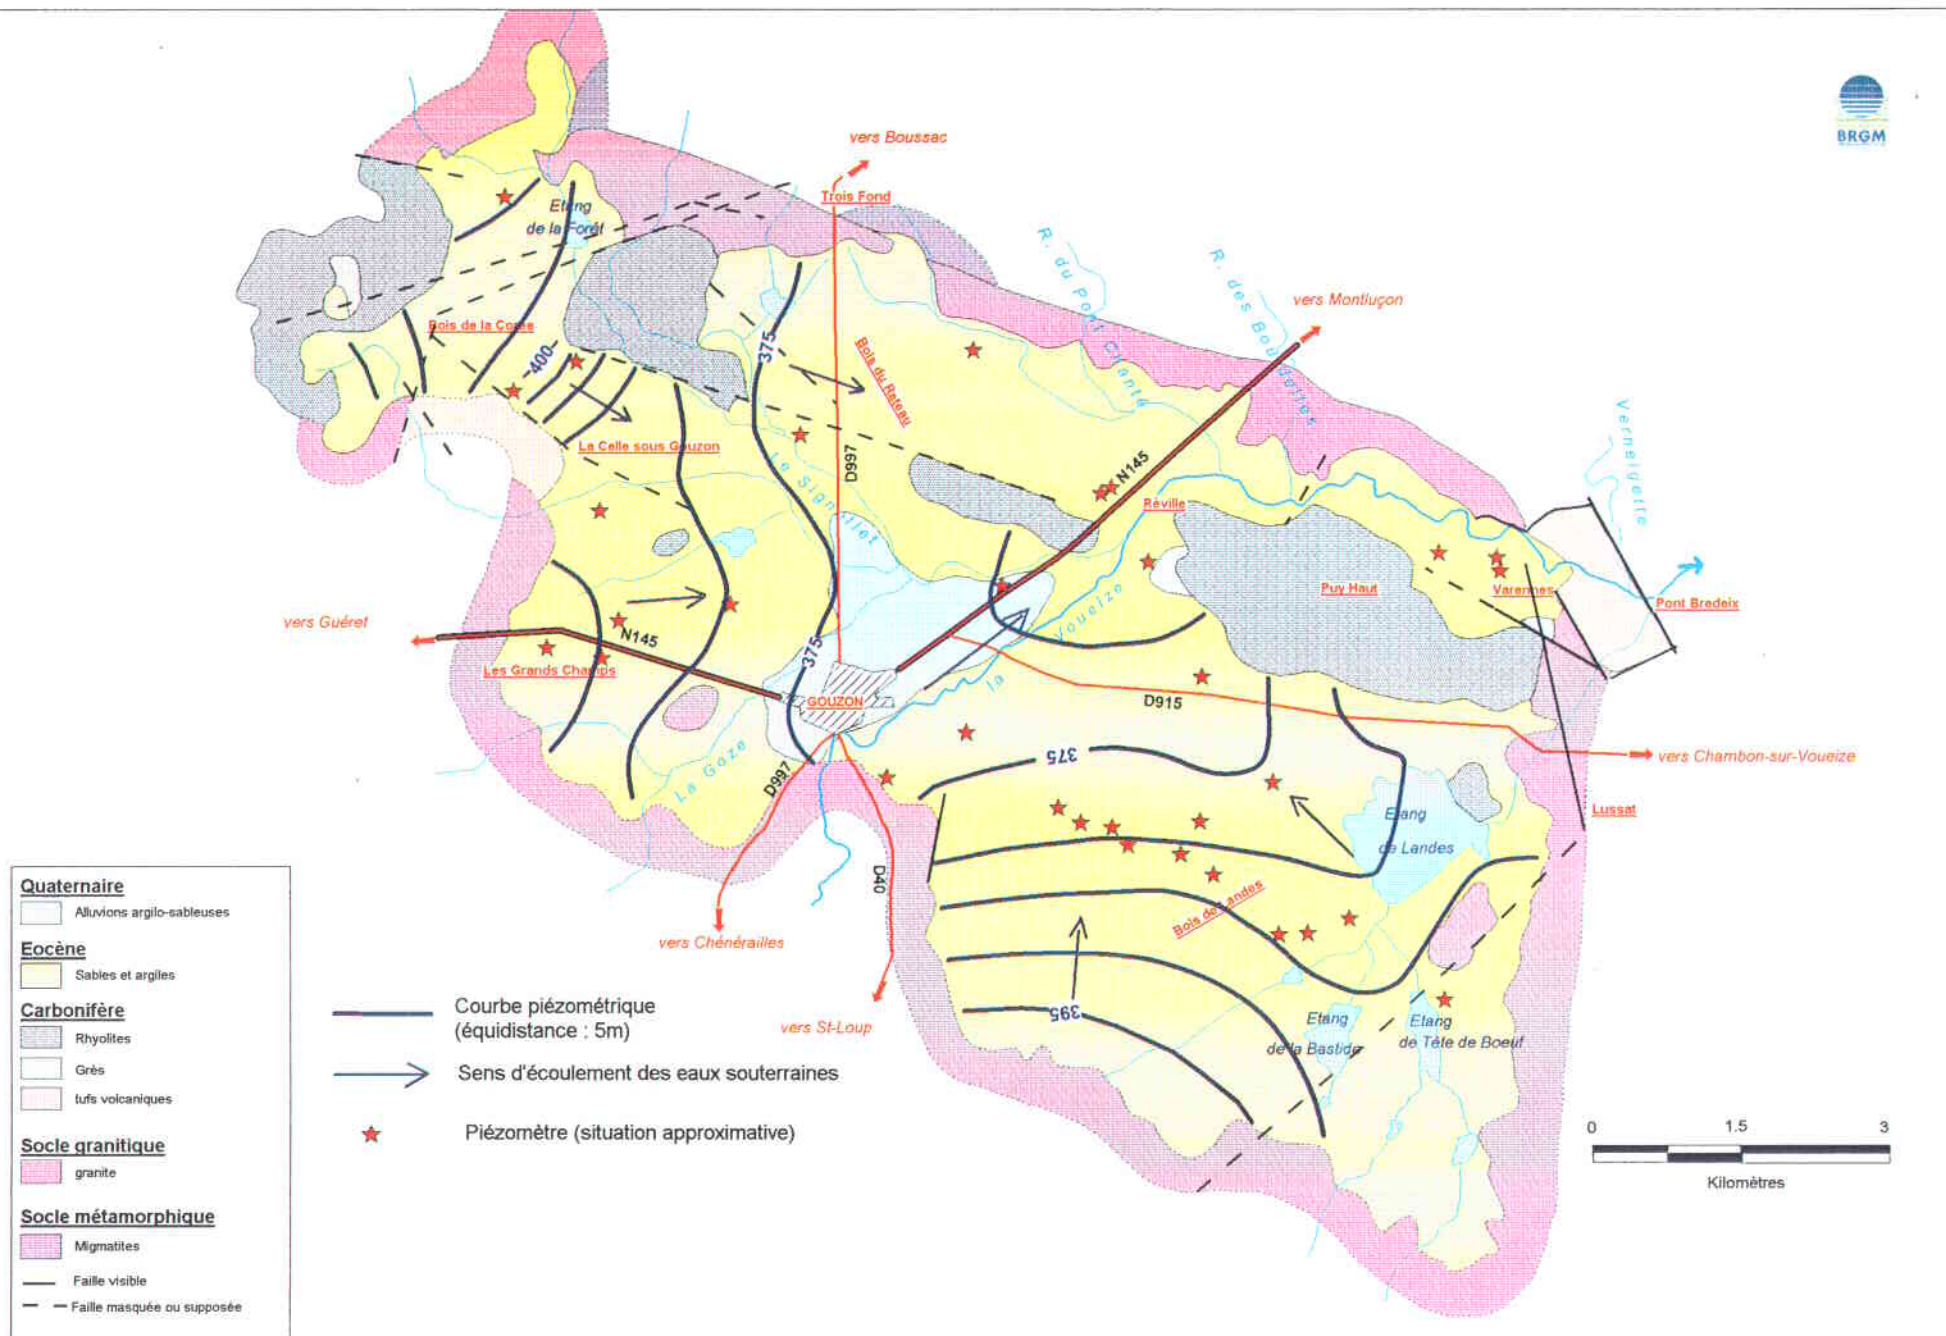 BRGM
vers Boussac
Trois Fond
Etang
de la Forêt
R. du Pont Chanté
R. des Bouguettes
vers Montluçon
Bois de la Corée
375
400
Bois du Rateau
La Celle sous Gouzon
D997
N145
Le Signollet
Verneigette
Réville
Puy Haut
Varennes
Pont Bredeix
vers Guéret
N145
Les Grands Champs
375
la Voueize
GOUZON
D915
La Goze
D997
375
vers Chambon-sur-Voueize
Etang
de Landes
Lussat
D40
Bois de Landes
vers Chénérailles
vers St-Loup
395
Etang
de la Bastide
Etang
de Tête de Boeuf
Quaternaire
Alluvions argilo-sableuses
Eocène
Sables et argiles
Carbonifère
Rhyolites
Grès
tufs volcaniques
Socle granitique
granite
Socle métamorphique
Migmatites
Faille visible
Faille masquée ou supposée
Courbe piézométrique
(équidistance : 5m)
Sens d'écoulement des eaux souterraines
Piézomètre (situation approximative)
0 1.5 3
Kilomètres